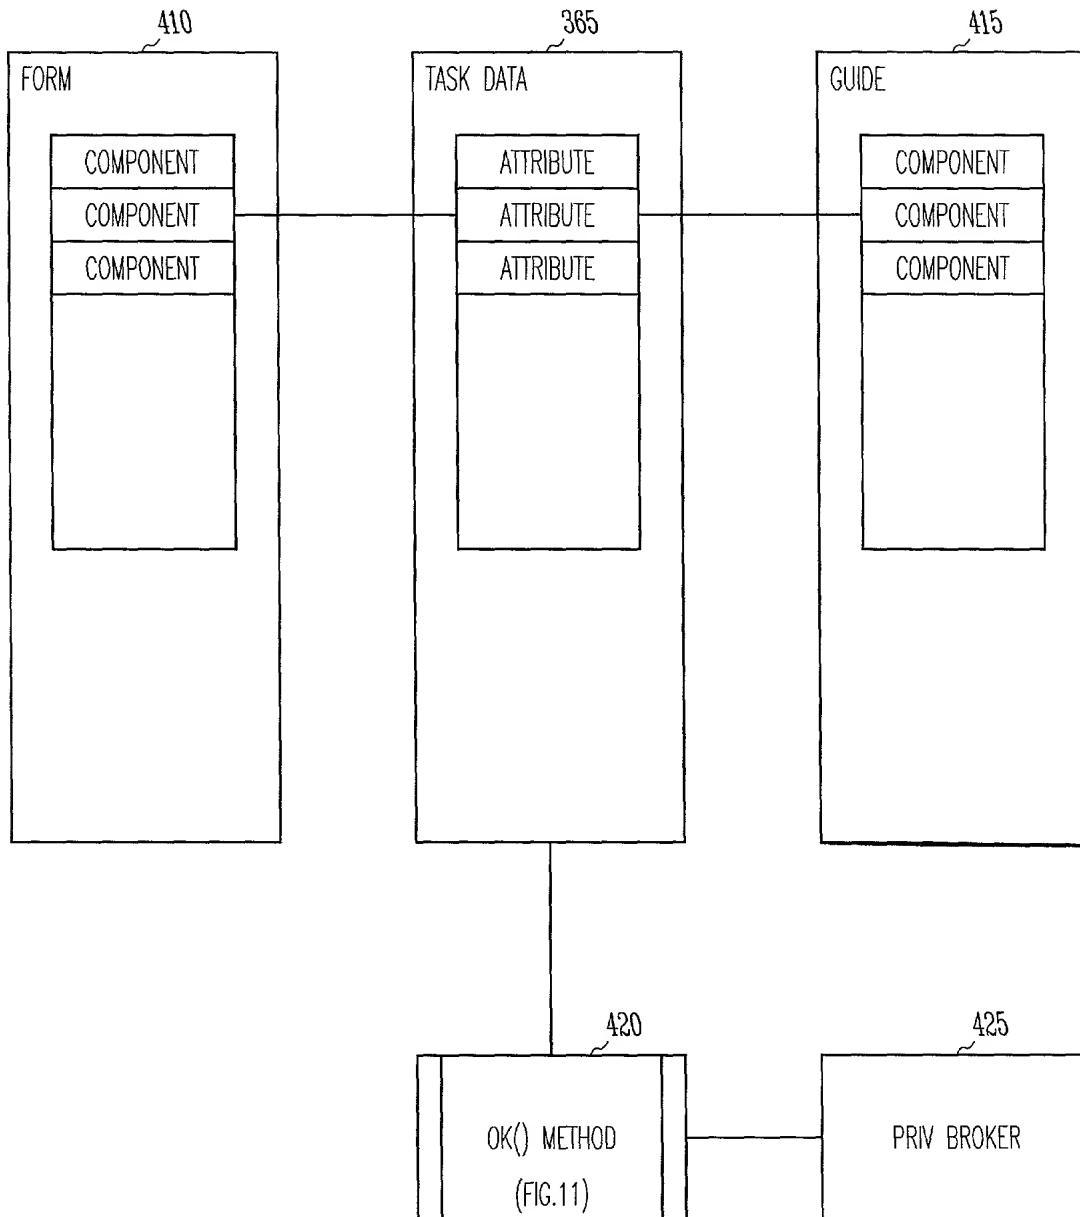 410
365
415
FORM
TASK DATA
GUIDE
COMPONENT
ATTRIBUTE
COMPONENT
COMPONENT
ATTRIBUTE
COMPONENT
COMPONENT
ATTRIBUTE
COMPONENT
420
425
OK() METHOD
(FIG.11)
PRIV BROKER